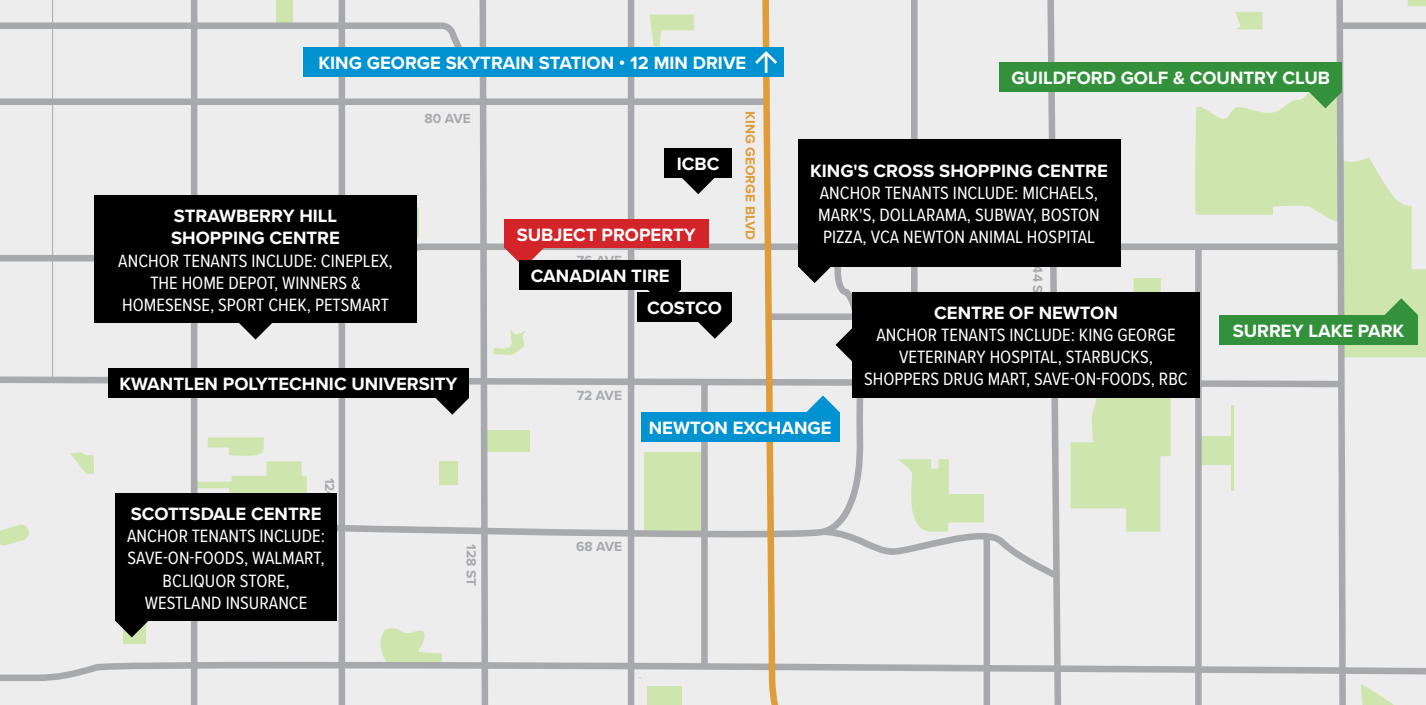 KING GEORGE SKYTRAIN STATION • 12 MIN DRIVE
GUILDFORD GOLF & COUNTRY CLUB
80 AVE
KING GEORGE BLVD
ICBC
KING'S CROSS SHOPPING CENTRE
ANCHOR TENANTS INCLUDE: MICHAELS,
MARK'S, DOLLARAMA, SUBWAY, BOSTON
PIZZA, VCA NEWTON ANIMAL HOSPITAL
STRAWBERRY HILL
SHOPPING CENTRE
ANCHOR TENANTS INCLUDE: CINEPLEX,
THE HOME DEPOT, WINNERS &
HOMESENSE, SPORT CHEK, PETSMART
SUBJECT PROPERTY
76 AVE
CANADIAN TIRE
COSTCO
CENTRE OF NEWTON
ANCHOR TENANTS INCLUDE: KING GEORGE
VETERINARY HOSPITAL, STARBUCKS,
SHOPPERS DRUG MART, SAVE-ON-FOODS, RBC
SURREY LAKE PARK
KWANTLEN POLYTECHNIC UNIVERSITY
72 AVE
NEWTON EXCHANGE
SCOTTSDALE CENTRE
ANCHOR TENANTS INCLUDE:
SAVE-ON-FOODS, WALMART,
BCLIQUOR STORE,
WESTLAND INSURANCE
68 AVE
128 ST